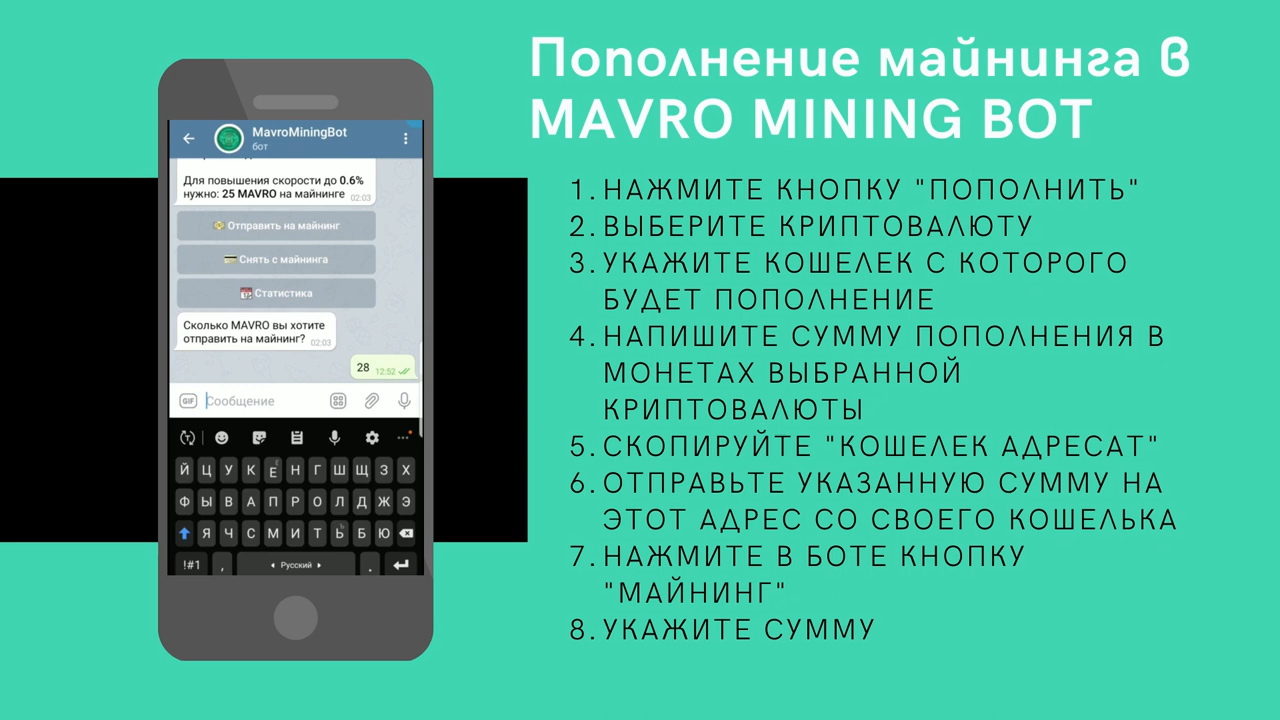 Пополнение майнинга в
MAVRO MINING BOT
MavroMiningBot
бот
Для повышения скорости до 0.6%
нужно: 25 MAVRO на майнинге 02:03
Отправить на майнинг
Снять с майнинга
Статистика
Сколько MAVRO вы хотите
отправить на майнинг? 02:03
28 12:52
GIF Сообщение
Й Ц У К Е Н Г Ш Щ З Х
Ф Ы В А П Р О Л Д Ж Э
Я Ч С М И Т Ь Б Ю
!#1 , Русский .
1. НАЖМИТЕ КНОПКУ "ПОПОЛНИТЬ"
2. ВЫБЕРИТЕ КРИПТОВАЛЮТУ
3. УКАЖИТЕ КОШЕЛЕК С КОТОРОГО
БУДЕТ ПОПОЛНЕНИЕ
4. НАПИШИТЕ СУММУ ПОПОЛНЕНИЯ В
МОНЕТАХ ВЫБРАННОЙ
КРИПТОВАЛЮТЫ
5. СКОПИРУЙТЕ "КОШЕЛЕК АДРЕСАТ"
6. ОТПРАВЬТЕ УКАЗАННУЮ СУММУ НА
ЭТОТ АДРЕС СО СВОЕГО КОШЕЛЬКА
7. НАЖМИТЕ В БОТЕ КНОПКУ
"МАЙНИНГ"
8. УКАЖИТЕ СУММУ